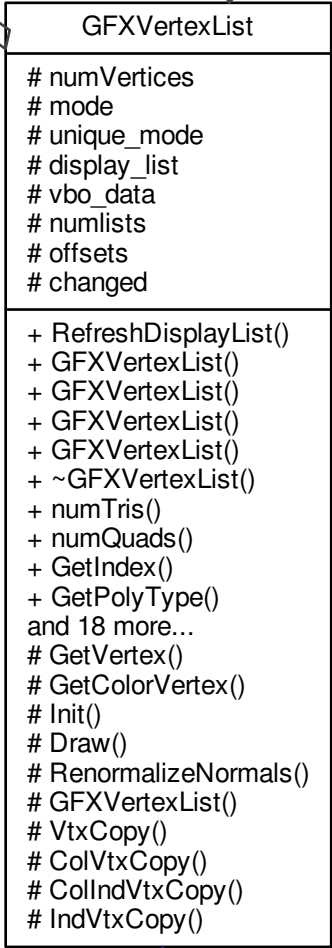 GFXVertexList
# numVertices
# mode
# unique_mode
# display_list
# vbo_data
# numlists
# offsets
# changed
+ RefreshDisplayList()
+ GFXVertexList()
+ GFXVertexList()
+ GFXVertexList()
+ GFXVertexList()
+ ~GFXVertexList()
+ numTris()
+ numQuads()
+ GetIndex()
+ GetPolyType()
and 18 more...
# GetVertex()
# GetColorVertex()
# Init()
# Draw()
# RenormalizeNormals()
# GFXVertexList()
# VtxCopy()
# ColVtxCopy()
# ColIndVtxCopy()
# IndVtxCopy()